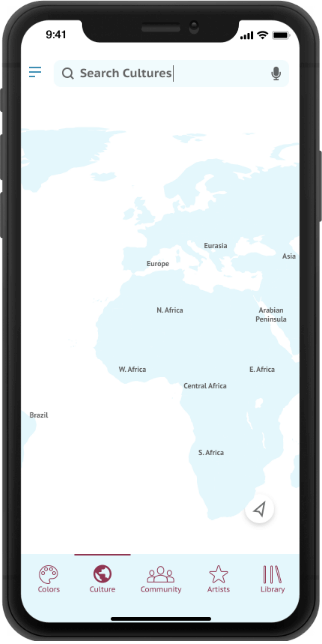 9:41
Search Cultures
Eurasia
Asia
Europe
N. Africa
Arabian
Peninsula
W. Africa
E. Africa
Central Africa
Brazil
S. Africa
Colors
Culture
Community
Artists
Library